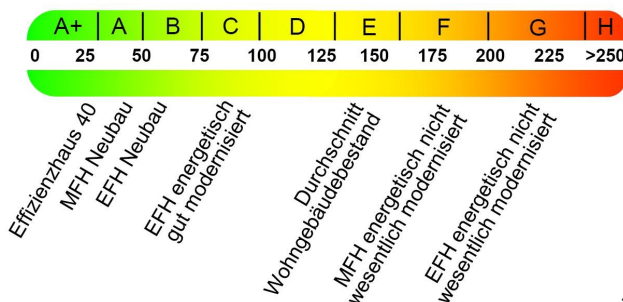 A+ A B C D E F G H
0 25 50 75 100 125 150 175 200 225 >250
Effizienzhaus 40
MFH Neubau
EFH Neubau
EFH energetisch
gut modernisiert
Durchschnitt
Wohngebäudebestand
MFH energetisch nicht
wesentlich modernisiert
EFH energetisch nicht
wesentlich modernisiert